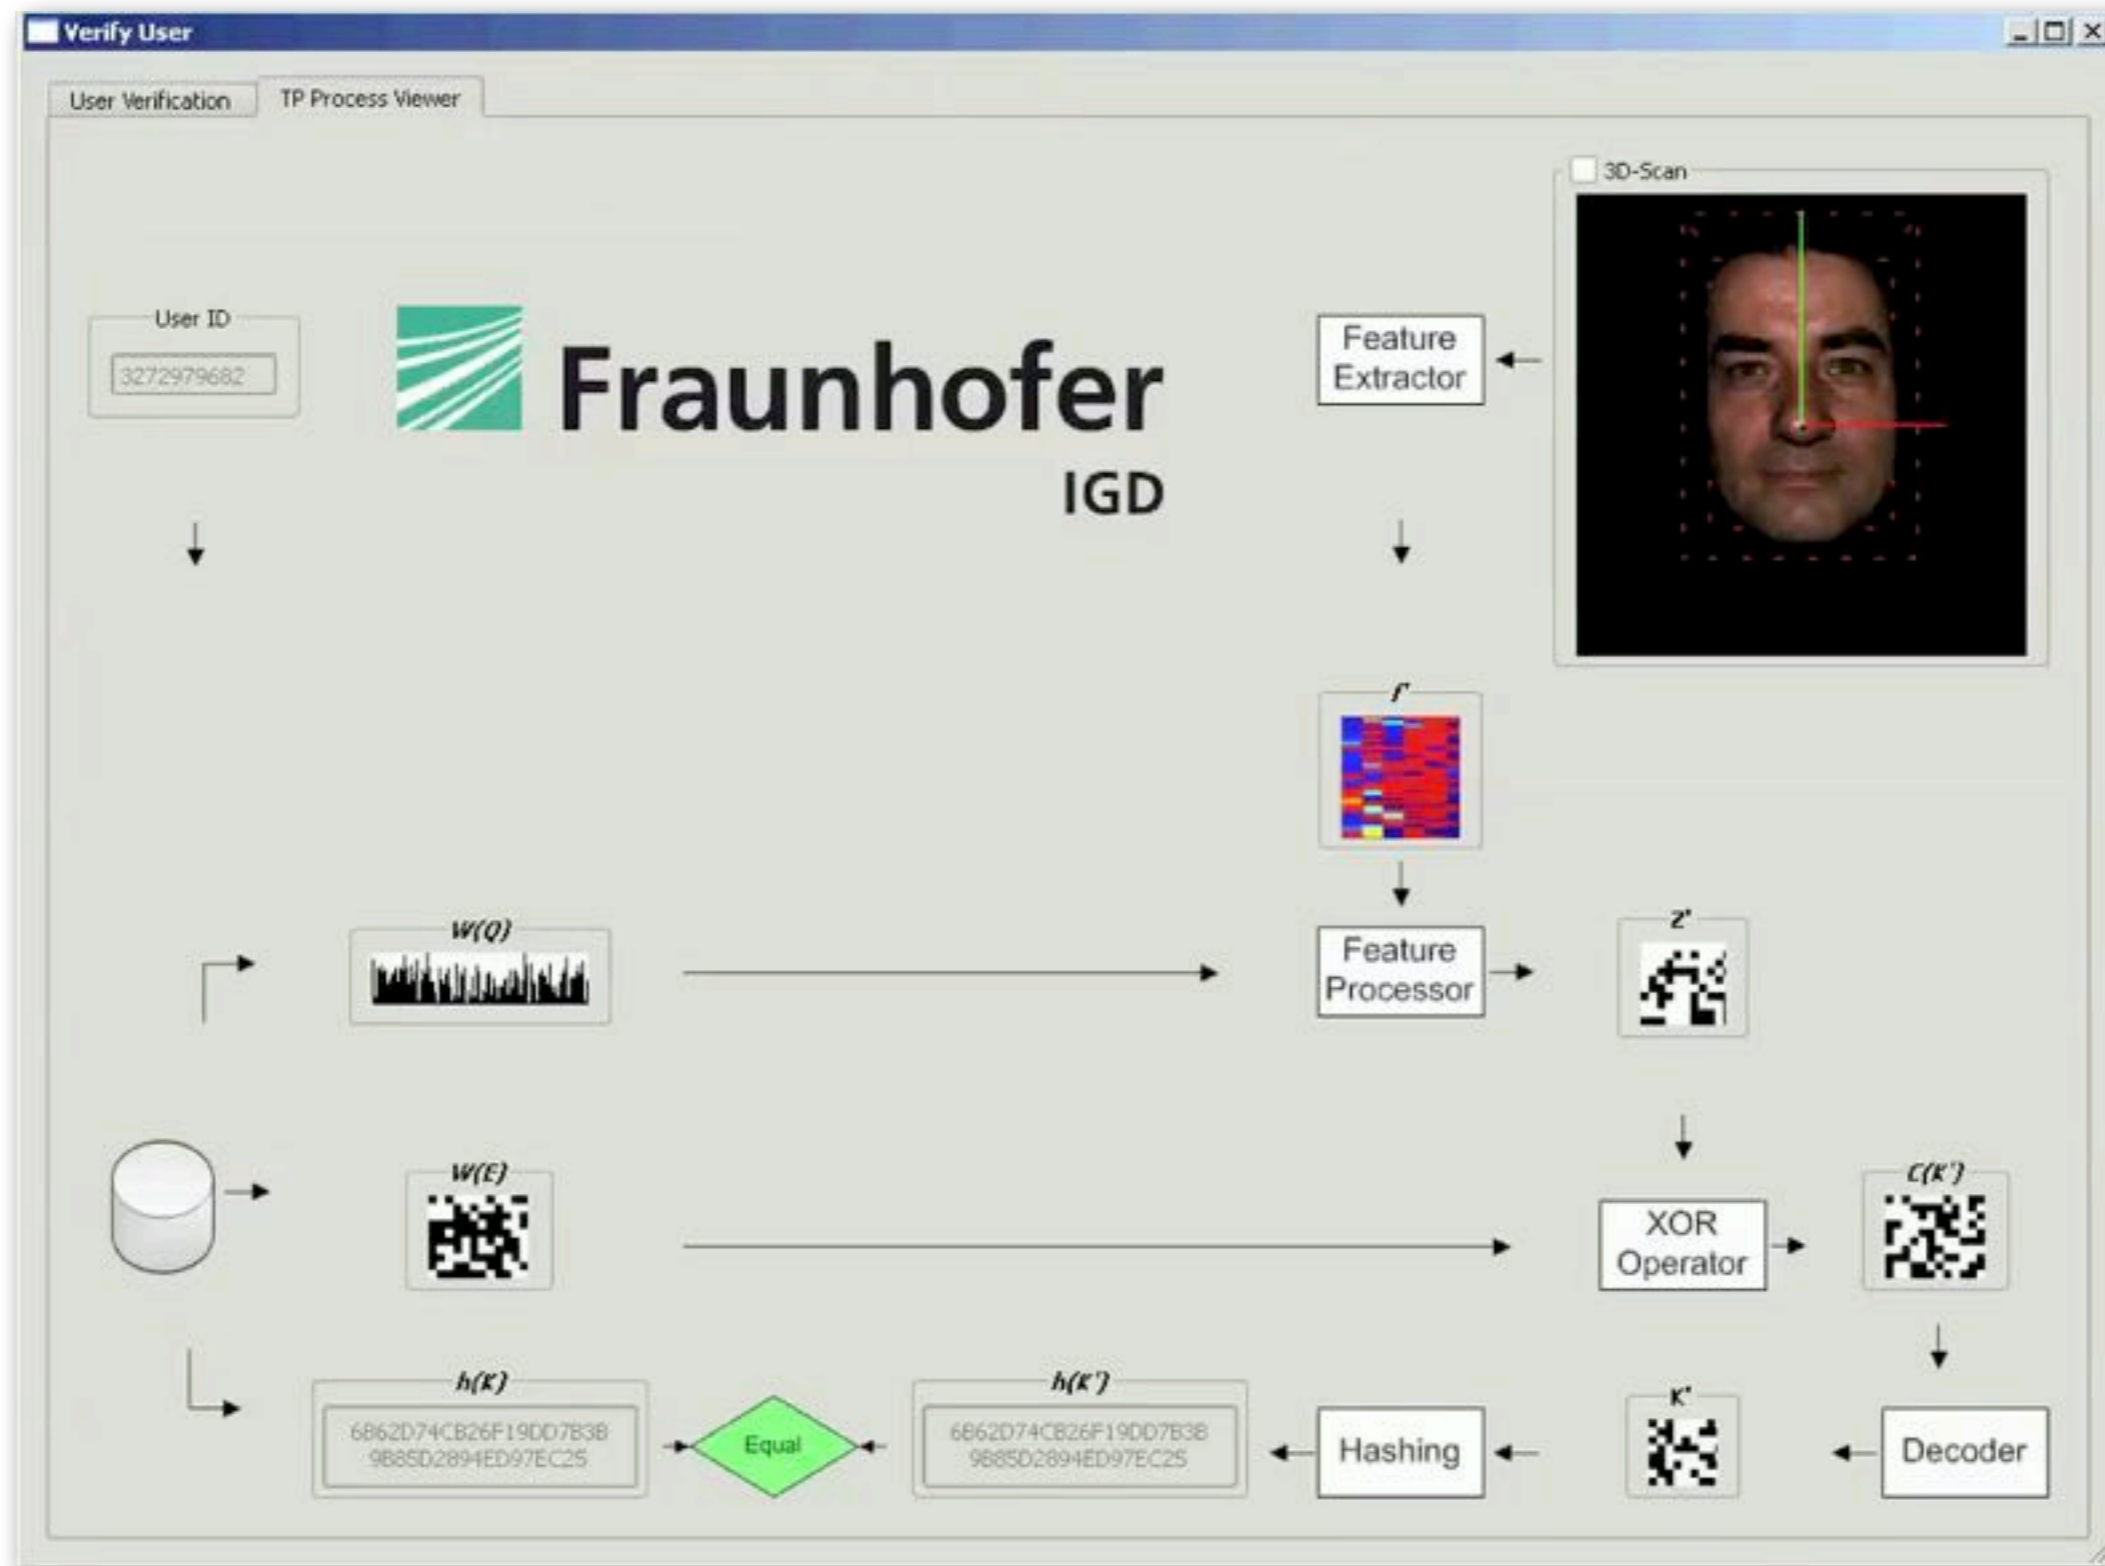 Verify User
User Verification
TP Process Viewer
3D-Scan
User ID
3272979682
Fraunhofer
IGD
Feature
Extractor
f'
W(Q)
Feature
Processor
z'
W(E)
XOR
Operator
C(K')
h(K)
6B62D74CB26F19DD7B3B
9B85D2894ED97EC25
Equal
h(K')
6B62D74CB26F19DD7B3B
9B85D2894ED97EC25
Hashing
K'
Decoder